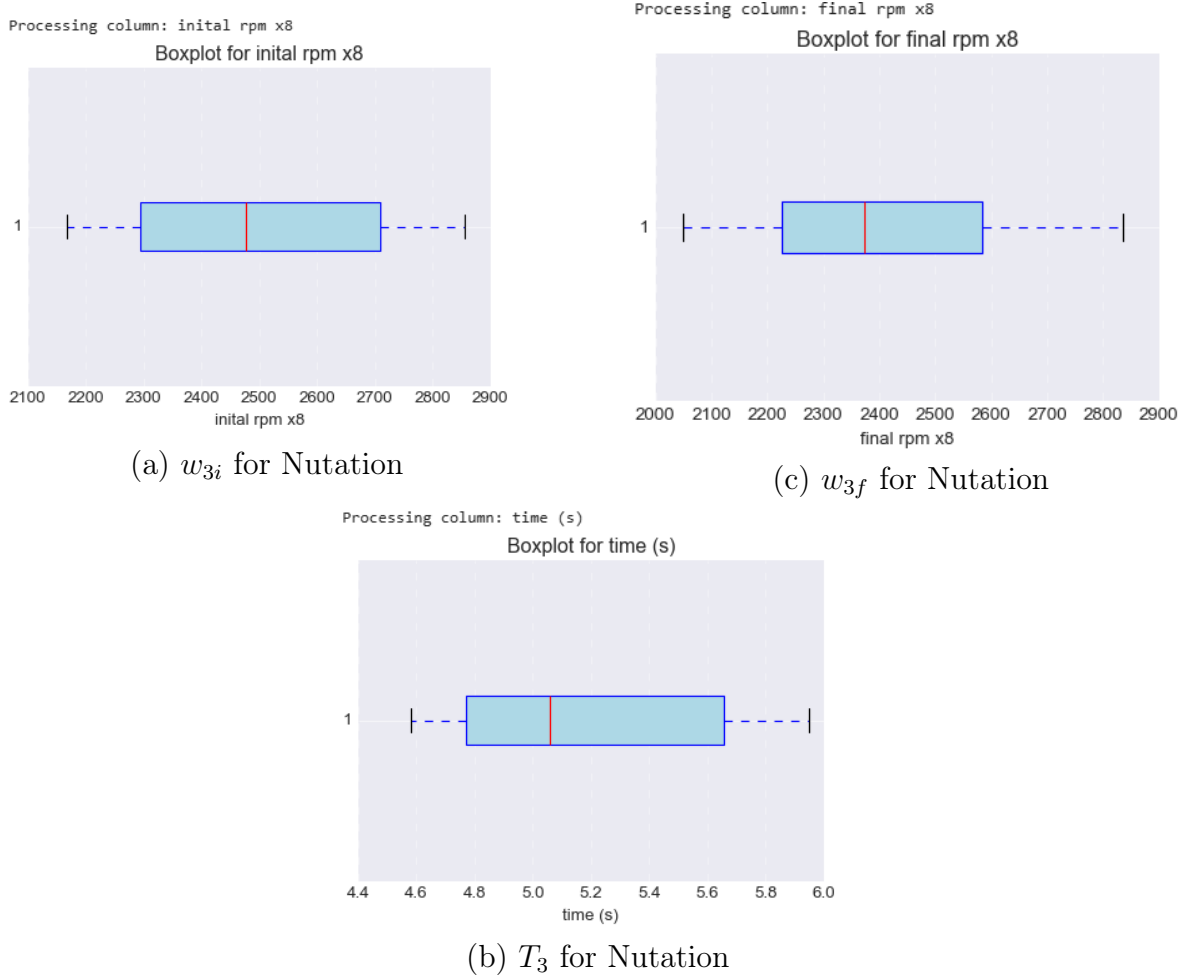 Processing column: inital rpm x8
Boxplot for inital rpm x8
1
2100 2200 2300 2400 2500 2600 2700 2800 2900
inital rpm x8
(a) w3i for Nutation
Processing column: final rpm x8
Boxplot for final rpm x8
1
2000 2100 2200 2300 2400 2500 2600 2700 2800 2900
final rpm x8
(c) w3f for Nutation
Processing column: time (s)
Boxplot for time (s)
1
4.4 4.6 4.8 5.0 5.2 5.4 5.6 5.8 6.0
time (s)
(b) T3 for Nutation